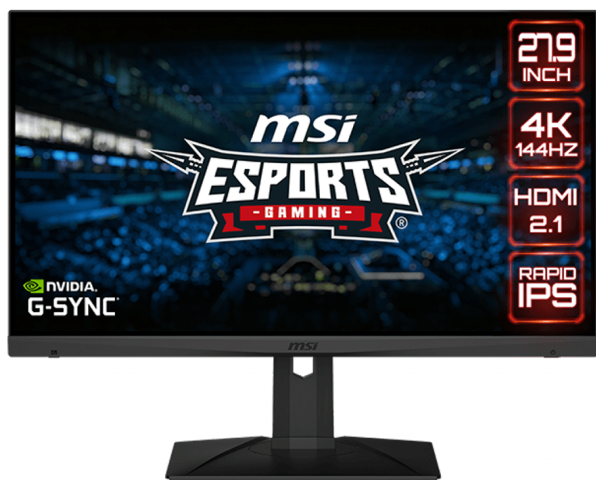 27.9
INCH
msi
4K
144HZ
ESPORTS
- GAMING -
®
HDMI
2.1
NVIDIA.
G-SYNC
RAPID
IPS
msi